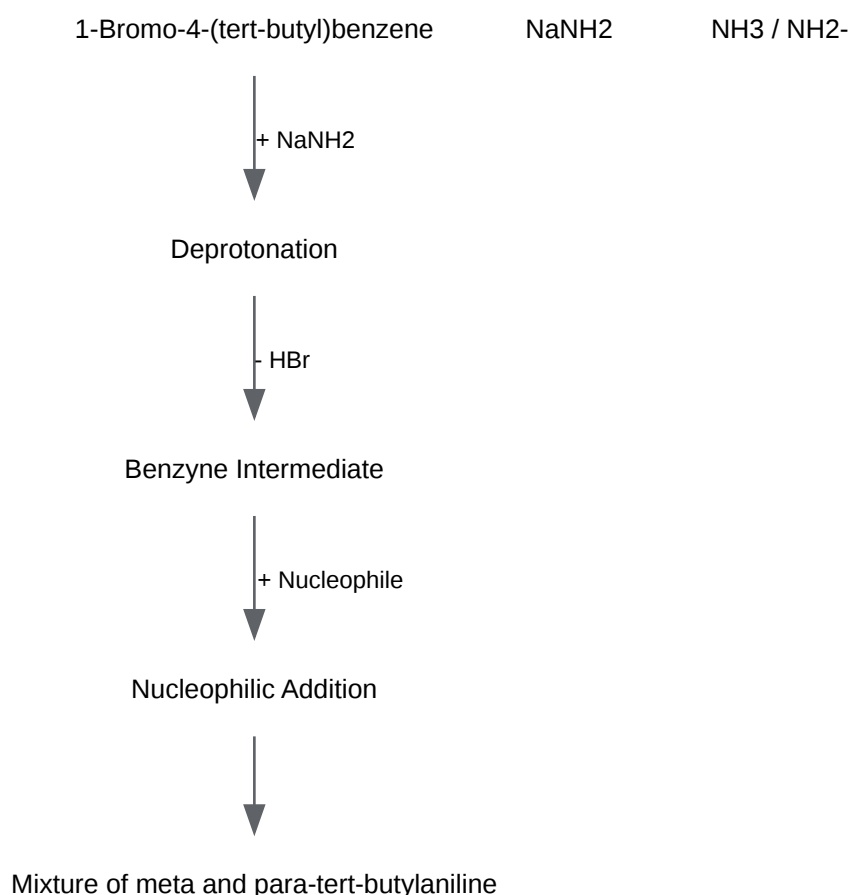 1-Bromo-4-(tert-butyl)benzene NaNH2 NH3 / NH2-
+ NaNH2
Deprotonation
- HBr
Benzyne Intermediate
+ Nucleophile
Nucleophilic Addition
Mixture of meta and para-tert-butylaniline